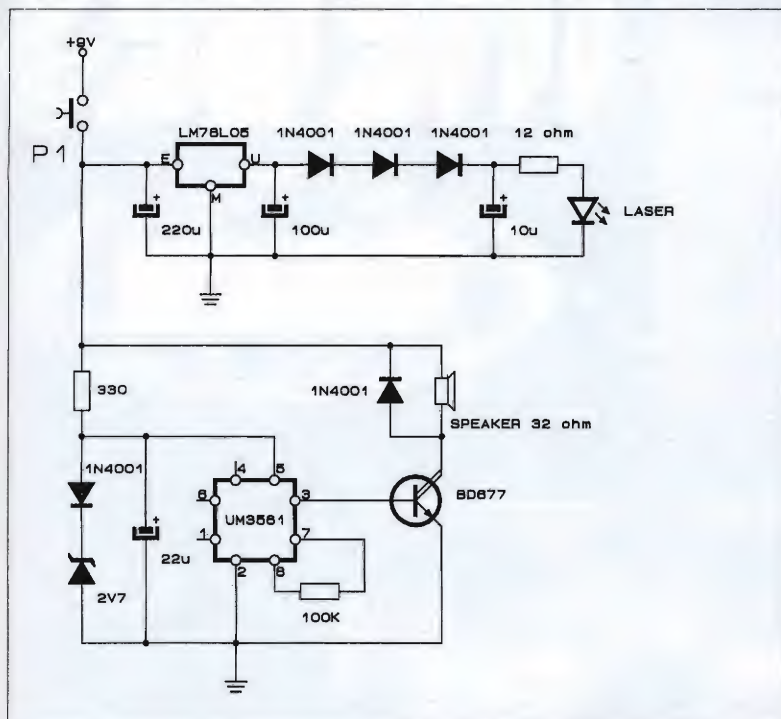 +9V
P1
LM78L05
1N4001
1N4001
1N4001
12 ohm
E
U
M
+
220u
+
100u
+
10u
LASER
330
1N4001
SPEAKER 32 ohm
1N4001
+
22u
2V7
4
5
6
3
UM3561
1
7
2
8
BD677
100K